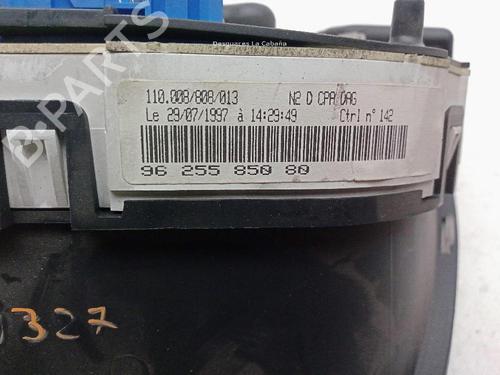 Desguaces La Cabaña
110.008/808/013 N2 D CPA DAG
Le 29/07/1997 à 14:29:49 Ctrl n° 142
96 255 850 80
327
B-PARTS